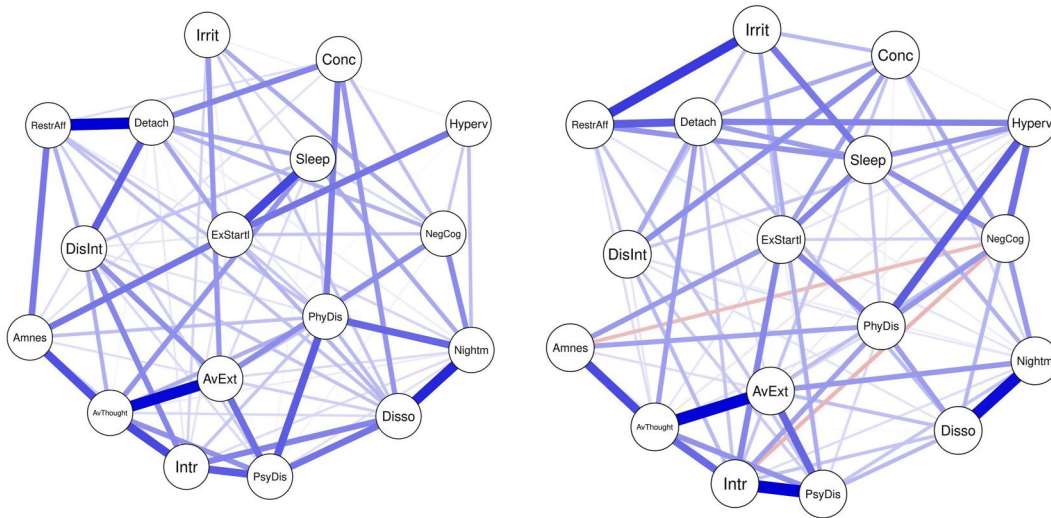 Irrit
Conc
RestrAff
Detach
Hyperv
Sleep
ExStartl
NegCog
DisInt
PhyDis
Amnes
Nightm
AvExt
AvThought
Disso
Intr
PsyDis
Irrit
Conc
RestrAff
Detach
Hyperv
Sleep
ExStartl
NegCog
DisInt
PhyDis
Amnes
Nightm
AvExt
AvThought
Disso
Intr
PsyDis